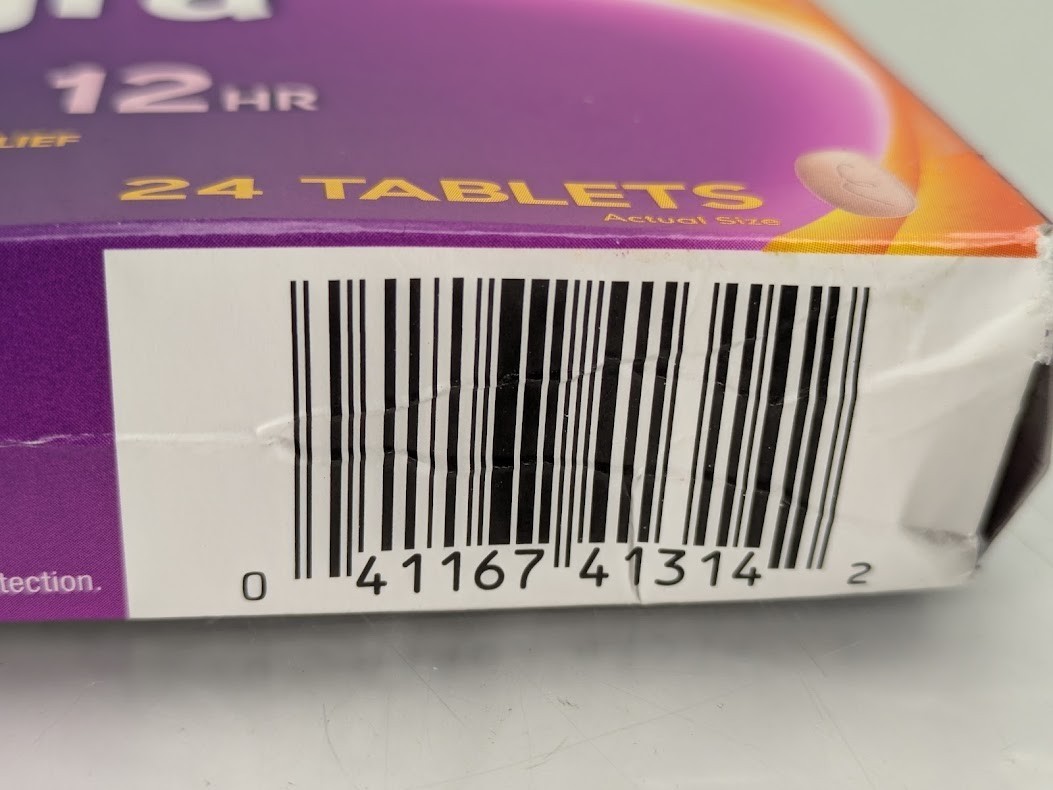 12 HR
24 TABLETS
Actual Size
0 41167 41314 2